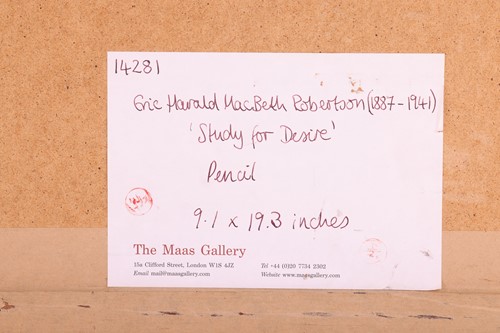 14281
Eric Harald MacBeth Robertson (1887-1941)
'Study for Desire'
Pencil
9.1 x 19.3 inches
The Maas Gallery
15a Clifford Street, London W1S 4JZ Tel +44 (0)20 7734 2302
Email mail@maasgallery.com Website www.maasgallery.com